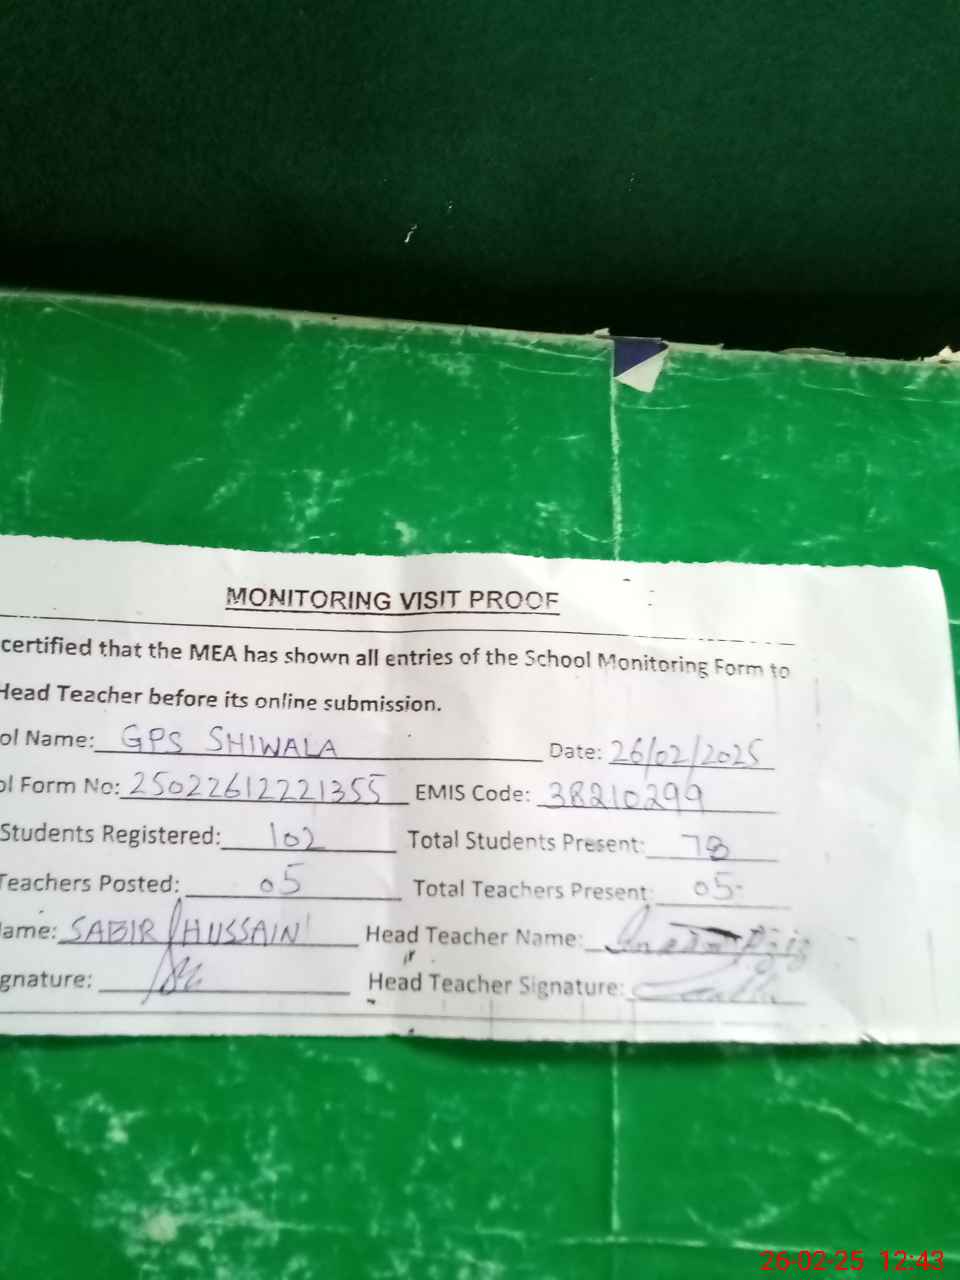 MONITORING VISIT PROOF
certified that the MEA has shown all entries of the School Monitoring Form to
Head Teacher before its online submission.
ol Name: GPS SHIWALA Date: 26/02/2025
ol Form No: 25022612221355 EMIS Code: 38210299
Students Registered: 102 Total Students Present: 78
Teachers Posted: 05 Total Teachers Present: 05
ame: SABIR HUSSAIN Head Teacher Name:
gnature: Head Teacher Signature:
26-02-25 12:43